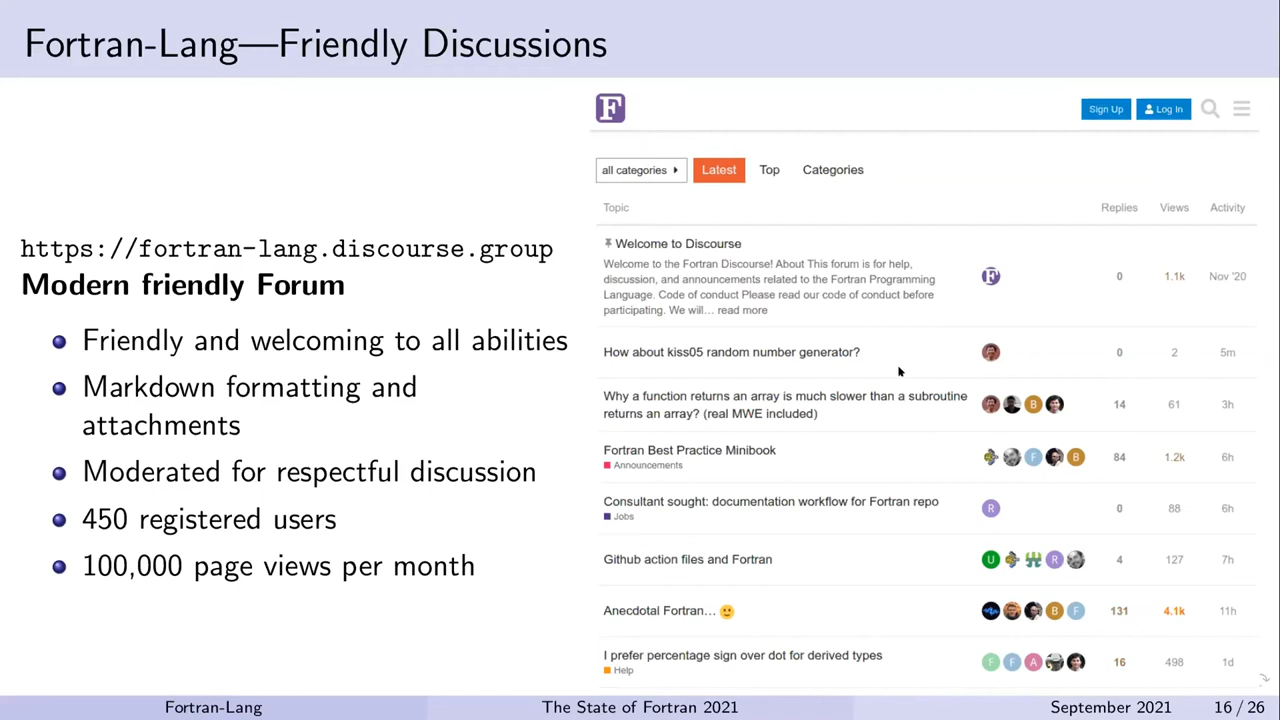 Fortran-Lang—Friendly Discussions
https://fortran-lang.discourse.group
Modern friendly Forum
Friendly and welcoming to all abilities
Markdown formatting and
attachments
Moderated for respectful discussion
450 registered users
100,000 page views per month
F
Sign Up Log In
all categories Latest Top Categories
Topic Replies Views Activity
Welcome to Discourse
Welcome to the Fortran Discourse! About This forum is for help,
discussion, and announcements related to the Fortran Programming
Language. Code of conduct Please read our code of conduct before
participating. We will… read more
F 0 1.1k Nov '20
How about kiss05 random number generator? 0 2 5m
Why a function returns an array is much slower than a subroutine
returns an array? (real MWE included)
B 14 61 3h
Fortran Best Practice Minibook
Announcements
F B 84 1.2k 6h
Consultant sought: documentation workflow for Fortran repo
Jobs
R 0 88 6h
Github action files and Fortran U R 4 127 7h
Anecdotal Fortran… B F 131 4.1k 11h
I prefer percentage sign over dot for derived types
Help
F F A 16 498 1d
Fortran-Lang The State of Fortran 2021 September 2021 16 / 26